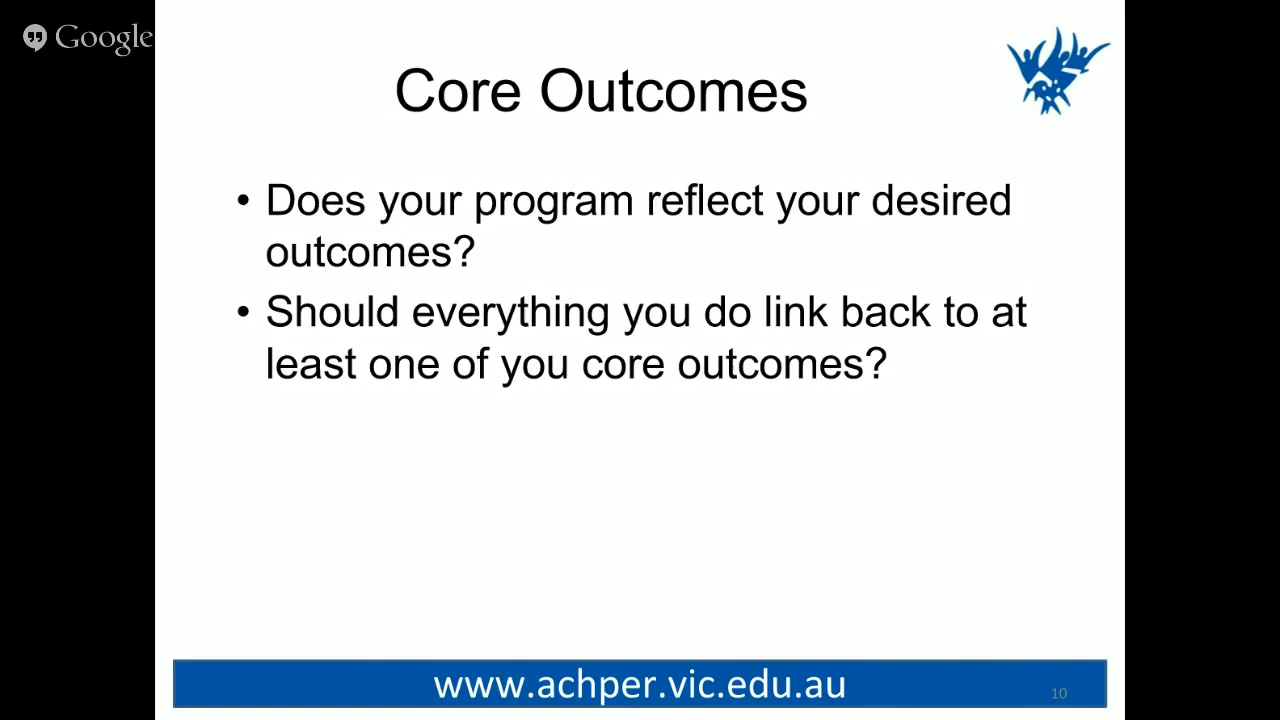 Google
Core Outcomes
• Does your program reflect your desired
outcomes?
• Should everything you do link back to at
least one of you core outcomes?
www.achper.vic.edu.au
10